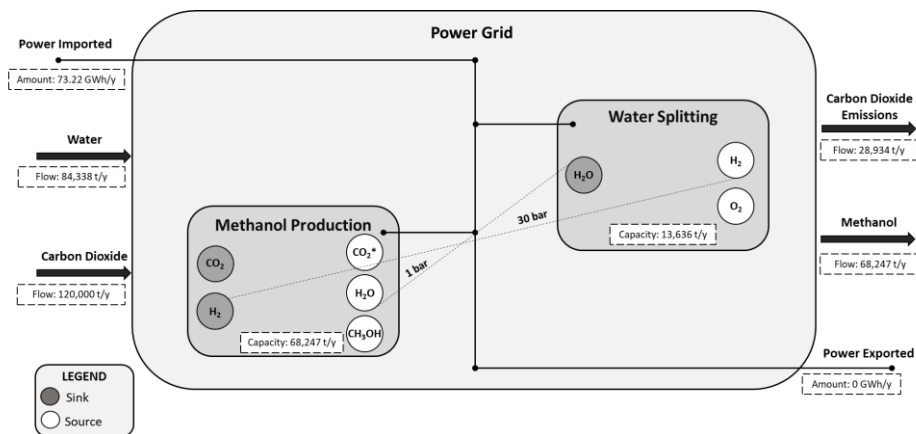 Power Grid
Power Imported
Amount: 73.22 GWh/y
Water
Flow: 84,338 t/y
Carbon Dioxide
Flow: 120,000 t/y
Methanol Production
CO₂
H₂
CO₂*
H₂O
CH₃OH
Capacity: 68,247 t/y
1 bar
30 bar
Water Splitting
H₂O
H₂
O₂
Capacity: 13,636 t/y
Carbon Dioxide
Emissions
Flow: 28,934 t/y
Methanol
Flow: 68,247 t/y
Power Exported
Amount: 0 GWh/y
LEGEND
Sink
Source